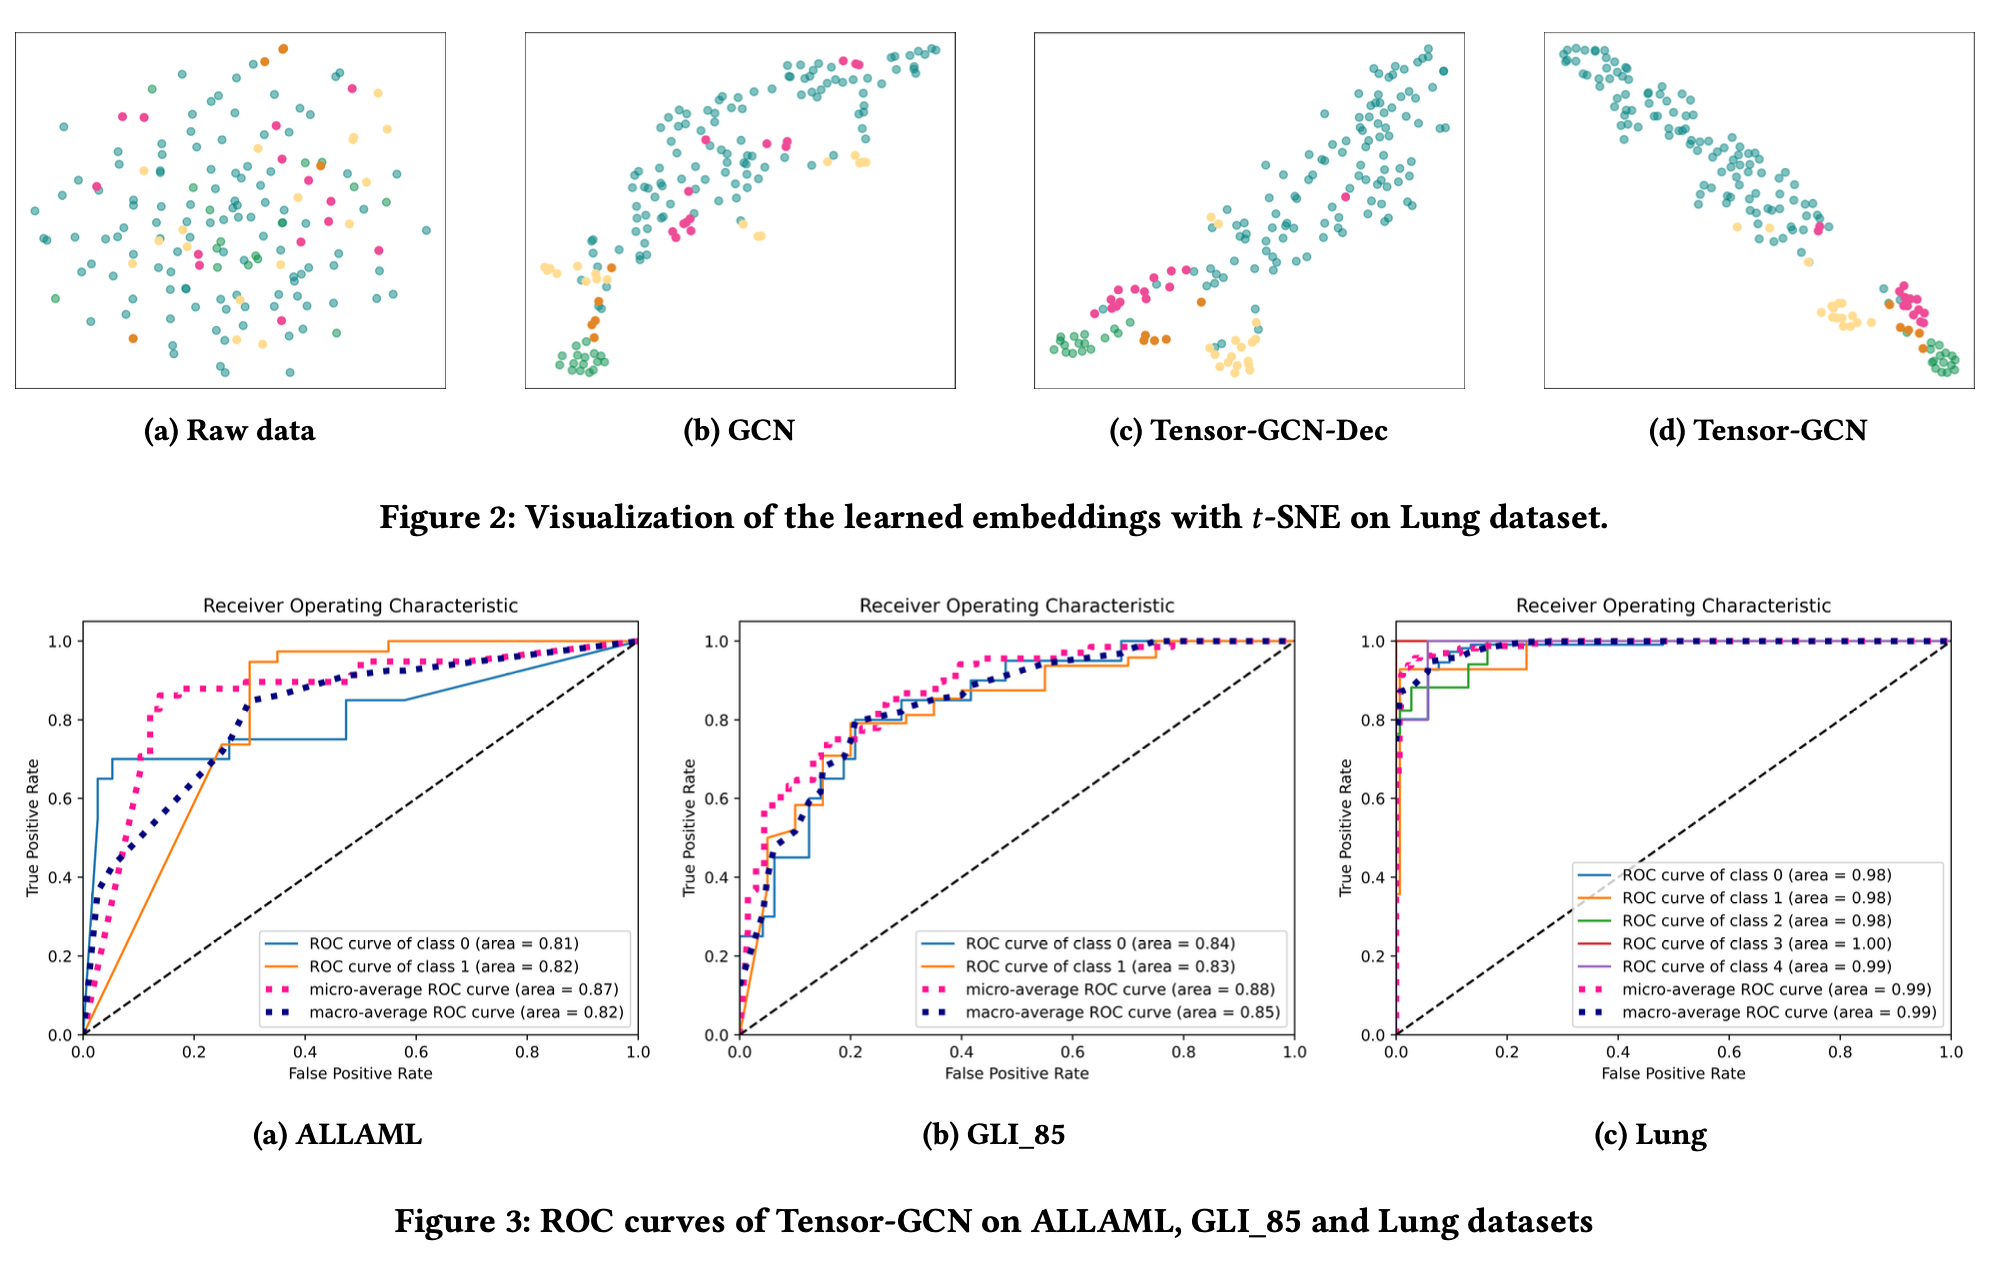 (a) Raw data
(b) GCN
(c) Tensor-GCN-Dec
(d) Tensor-GCN
Figure 2: Visualization of the learned embeddings with t-SNE on Lung dataset.
Receiver Operating Characteristic
1.0
0.8
0.6
0.4
0.2
0.0
True Positive Rate
ROC curve of class 0 (area = 0.81)
ROC curve of class 1 (area = 0.82)
micro-average ROC curve (area = 0.87)
macro-average ROC curve (area = 0.82)
0.0 0.2 0.4 0.6 0.8 1.0
False Positive Rate
(a) ALLAML
Receiver Operating Characteristic
1.0
0.8
0.6
0.4
0.2
0.0
True Positive Rate
ROC curve of class 0 (area = 0.84)
ROC curve of class 1 (area = 0.83)
micro-average ROC curve (area = 0.88)
macro-average ROC curve (area = 0.85)
0.0 0.2 0.4 0.6 0.8 1.0
False Positive Rate
(b) GLI_85
Receiver Operating Characteristic
1.0
0.8
0.6
0.4
0.2
0.0
True Positive Rate
ROC curve of class 0 (area = 0.98)
ROC curve of class 1 (area = 0.98)
ROC curve of class 2 (area = 0.98)
ROC curve of class 3 (area = 1.00)
ROC curve of class 4 (area = 0.99)
micro-average ROC curve (area = 0.99)
macro-average ROC curve (area = 0.99)
0.0 0.2 0.4 0.6 0.8 1.0
False Positive Rate
(c) Lung
Figure 3: ROC curves of Tensor-GCN on ALLAML, GLI_85 and Lung datasets